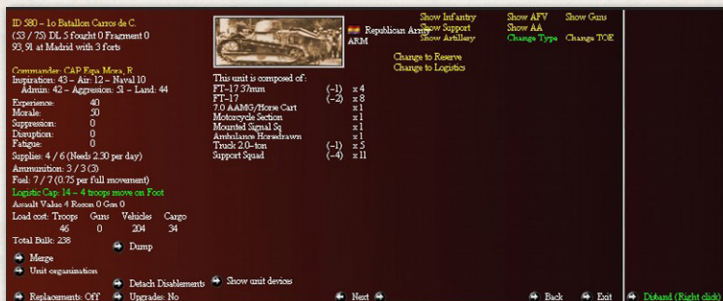 ID 580 - 1o Batallon Carros de C.
(53 / 75) DL 5 fought 0 Fragment 0
93, 91 at Madrid with 3 forts
Commander: CAP Espa Mora, R
Inspiration: 43 - Air: 12 - Naval 10
Admin: 42 - Aggression: 51 - Land: 44
Experience: 40
Morale: 50
Suppression: 0
Disruption: 0
Fatigue: 0
Supplies: 4 / 6 (Needs 2.30 per day)
Ammunition: 3 / 3 (3)
Fuel: 7 / 7 (0.75 per full movement)
Logistic Cap: 14 - 4 troops move on Foot
Assault Value 4 Recon 0 Gen 0
Load cost: Troops Guns Vehicles Cargo
46 0 204 34
Total Bulk: 238
Dump
Merge
Unit organization
Detach Disablements
Replacements: Off
Upgrades: No
Republican Army
ARM
This unit is composed of:
FT-17 37mm (-1) x 4
FT-17 (-2) x 8
7.0 AAMG/Horse Cart x 1
Motorcycle Section x 1
Mounted Signal Sq x 1
Ambulance Horsedrawn x 1
Truck 2.0-ton (-1) x 5
Support Squad (-4) x 11
Show unit devices
Show Infantry Show AFV Show Guns
Show Support Show AA
Show Artillery Change Type Change TOE
Change to Reserve
Change to Logistics
Next
Back
Exit
Disband (Right click)